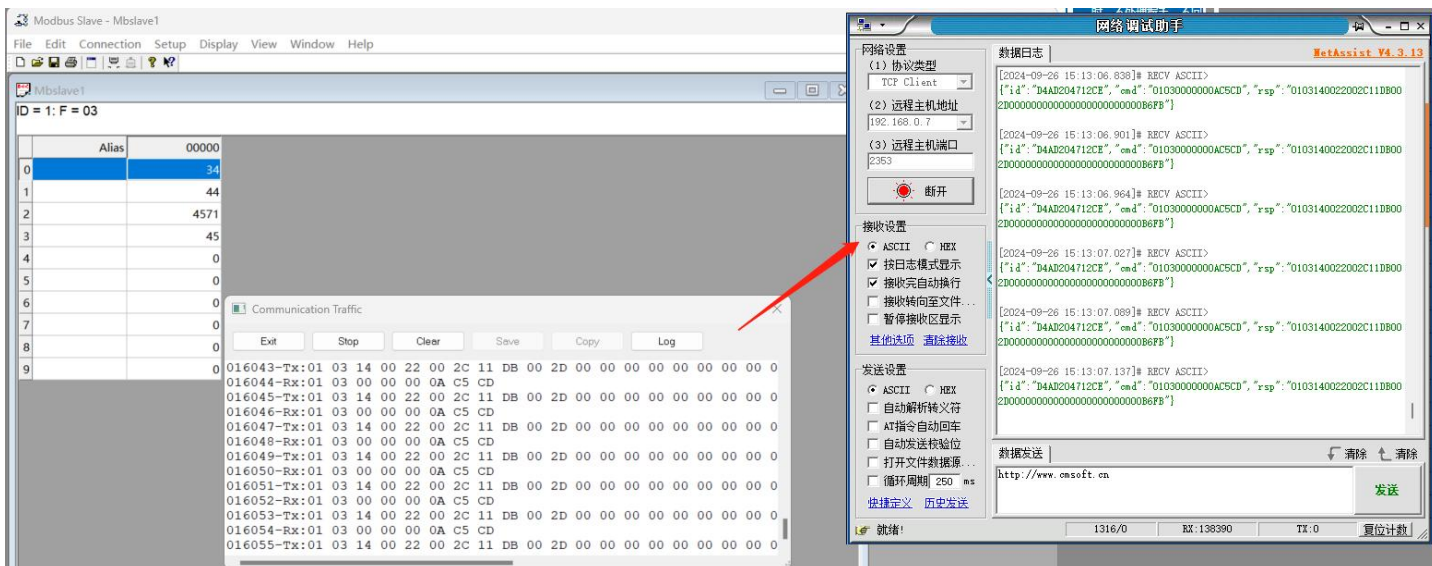 Modbus Slave - Mbslave1
File Edit Connection Setup Display View Window Help
Mbslave1
ID = 1: F = 03
Alias 00000
0 34
1 44
2 4571
3 45
4 0
5 0
6 0
7 0
8 0
9 0
Communication Traffic
Exit Stop Clear Save Copy Log
016043-Tx:01 03 14 00 22 00 2C 11 DB 00 2D 00 00 00 00 00 00 00 0
016044-Rx:01 03 00 00 00 0A C5 CD
016045-Tx:01 03 14 00 22 00 2C 11 DB 00 2D 00 00 00 00 00 00 00 0
016046-Rx:01 03 00 00 00 0A C5 CD
016047-Tx:01 03 14 00 22 00 2C 11 DB 00 2D 00 00 00 00 00 00 00 0
016048-Rx:01 03 00 00 00 0A C5 CD
016049-Tx:01 03 14 00 22 00 2C 11 DB 00 2D 00 00 00 00 00 00 00 0
016050-Rx:01 03 00 00 00 0A C5 CD
016051-Tx:01 03 14 00 22 00 2C 11 DB 00 2D 00 00 00 00 00 00 00 0
016052-Rx:01 03 00 00 00 0A C5 CD
016053-Tx:01 03 14 00 22 00 2C 11 DB 00 2D 00 00 00 00 00 00 00 0
016054-Rx:01 03 00 00 00 0A C5 CD
016055-Tx:01 03 14 00 22 00 2C 11 DB 00 2D 00 00 00 00 00 00 00 0
网络调试助手
网络设置
(1) 协议类型
TCP Client
(2) 远程主机地址
192.168.0.7
(3) 远程主机端口
2353
断开
接收设置
ASCII HEX
按日志模式显示
接收完自动换行
接收转向至文件...
暂停接收区显示
其他选项 清除接收
发送设置
ASCII HEX
自动解析转义符
AT指令自动回车
自动发送校验位
打开文件数据源...
循环周期 250 ms
快捷定义 历史发送
数据日志 NetAssist V4.3.13
[2024-09-26 15:13:06.838]# RECV ASCII>
{"id":"D4AD204712CE","cmd":"01030000000AC5CD","rsp":"0103140022002C11DB00
2D000000000000000000000000B6FB"}
[2024-09-26 15:13:06.901]# RECV ASCII>
{"id":"D4AD204712CE","cmd":"01030000000AC5CD","rsp":"0103140022002C11DB00
2D000000000000000000000000B6FB"}
[2024-09-26 15:13:06.964]# RECV ASCII>
{"id":"D4AD204712CE","cmd":"01030000000AC5CD","rsp":"0103140022002C11DB00
2D000000000000000000000000B6FB"}
[2024-09-26 15:13:07.027]# RECV ASCII>
{"id":"D4AD204712CE","cmd":"01030000000AC5CD","rsp":"0103140022002C11DB00
2D000000000000000000000000B6FB"}
[2024-09-26 15:13:07.089]# RECV ASCII>
{"id":"D4AD204712CE","cmd":"01030000000AC5CD","rsp":"0103140022002C11DB00
2D000000000000000000000000B6FB"}
[2024-09-26 15:13:07.137]# RECV ASCII>
{"id":"D4AD204712CE","cmd":"01030000000AC5CD","rsp":"0103140022002C11DB00
2D000000000000000000000000B6FB"}
数据发送 清除 清除
http://www.cmsoft.cn
发送
就绪! 1316/0 RX:138390 TX:0 复位计数